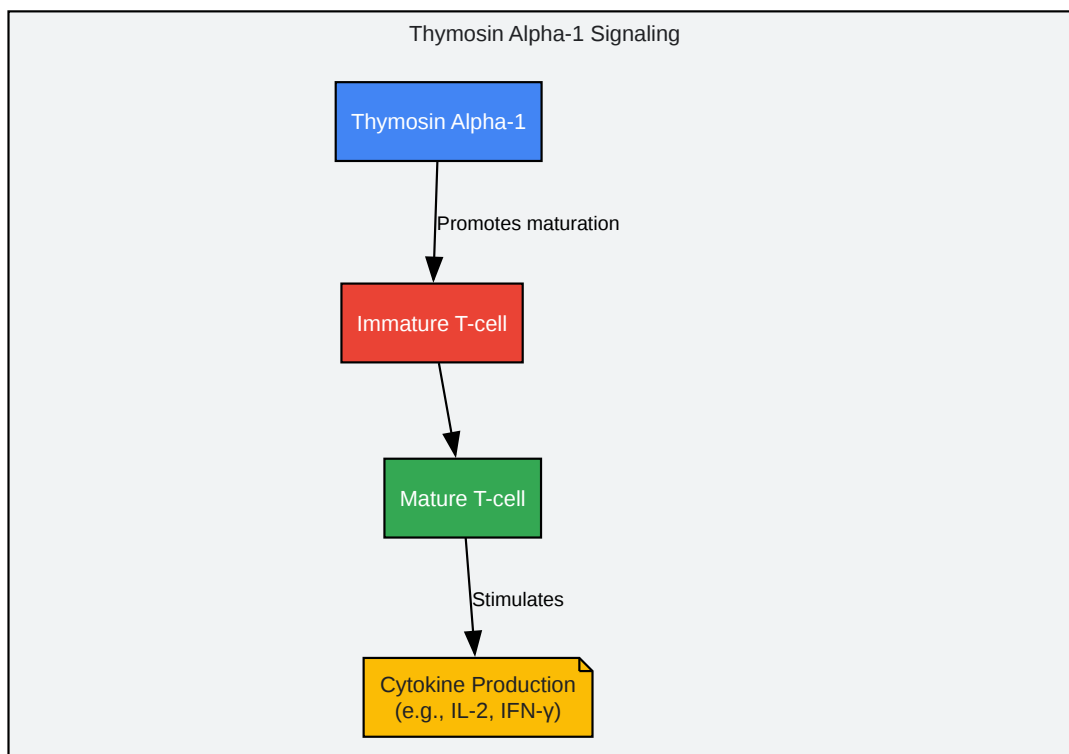 Thymosin Alpha-1 Signaling
Thymosin Alpha-1
Promotes maturation
Immature T-cell
Mature T-cell
Stimulates
Cytokine Production
(e.g., IL-2, IFN-γ)